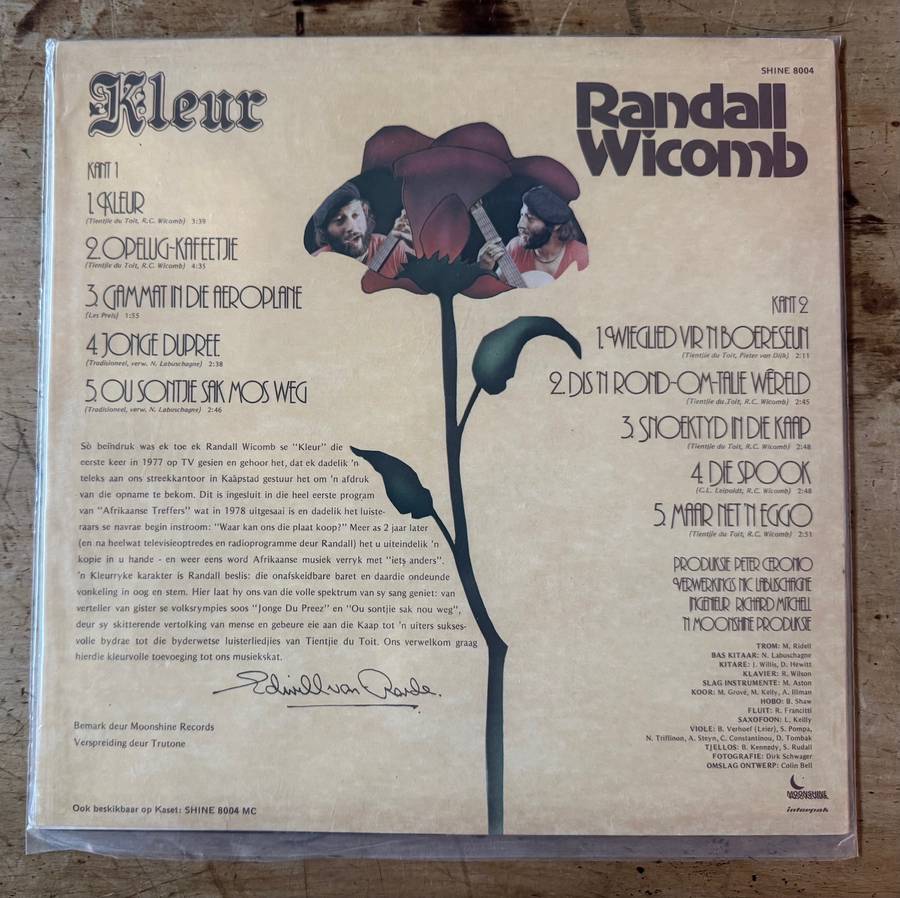 SHINE 8004
Kleur
Randall
Wicomb
KANT 1
1. KLEUR
(Tientjie du Toit, R.C. Wicomb) 3:39
2. OPELUG-KAFEETJIE
(Tientjie du Toit, R.C. Wicomb) 4:35
3. GAMMAT IN DIE AEROPLANE
(Les Prels) 1:55
4. JONGE DUPREE
(Tradisioneel, verw. N. Labuschagne) 2:38
5. OU SONTJIE SAK MOS WEG
(Tradisioneel, verw. N. Labuschagne) 2:46
KANT 2
1. WIEGLIED VIR 'N BOERESEUN
(Tientjie du Toit, Pieter van Dijk) 2:11
2. DIS 'N ROND-OM-TALIE WÊRELD
(Tientjie du Toit, R.C. Wicomb) 2:45
3. SNOEKTYD IN DIE KAAP
(Tientjie du Toit, R.C. Wicomb) 2:48
4. DIE SPOOK
(C.L. Leipoldt, R.C. Wicomb) 2:48
5. MAAR NET 'N EGGO
(Tientjie du Toit, R.C. Wicomb) 2:51
Sò beïndruk was ek toe ek Randall Wicomb se "Kleur" die
eerste keer in 1977 op TV gesien en gehoor het, dat ek dadelik 'n
teleks aan ons streekkantoor in Kaapstad gestuur het om 'n afdruk
van die opname te bekom. Dit is ingesluit in die heel eerste program
van "Afrikaanse Treffers" wat in 1978 uitgesaai is en dadelik het luiste-
raars se navrae begin instroom: "Waar kan ons die plaat koop?" Meer as 2 jaar later
(en na heelwat televisieoptredes en radioprogramme deur Randall) het u uiteindelik 'n
kopie in u hande - en weer eens word Afrikaanse musiek verryk met "iets anders".
'n Kleurryke karakter is Randall beslis: die onafskeidbare baret en daardie ondeunde
vonkeling in oog en stem. Hier laat hy ons van die volle spektrum van sy sang geniet: van
verteller van gister se volksrympies soos "Jonge Du Preez" en "Ou sontjie sak nou weg",
deur sy skitterende vertolking van mense en gebeure eie aan die Kaap tot 'n uiters sukses-
volle bydrae tot die byderwetse luisterliedjies van Tientjie du Toit. Ons verwelkom graag
hierdie kleurvolle toevoeging tot ons musiekskat.
Edwill van Aarde.
PRODUKSIE PETER CERONIO
VERWERKINGS NIC LABUSCHAGNE
INGENIEUR RICHARD MITCHELL
'N MOONSHINE PRODUKSIE
TROM: M. Ridell
BAS KITAAR: N. Labuschagne
KITARE: J. Willis, D. Hewitt
KLAVIER: R. Wilson
SLAG INSTRUMENTE: M. Aston
KOOR: M. Grové, M. Kelly, A. Illman
HOBO: B. Shaw
FLUIT: R. Francitti
SAXOFOON: L. Keilly
VIOLE: B. Verhoef (Leier), S. Pompa,
N. Triffinon, A. Steyn, C. Constantinou, D. Tombak
TJELLOS: B. Kennedy, S. Rudall
FOTOGRAFIE: Dirk Schwager
OMSLAG ONTWERP: Colin Bell
Bemark deur Moonshine Records
Verspreiding deur Trutone
Ook beskikbaar op Kaset: SHINE 8004 MC
MOONSHINE
interpak